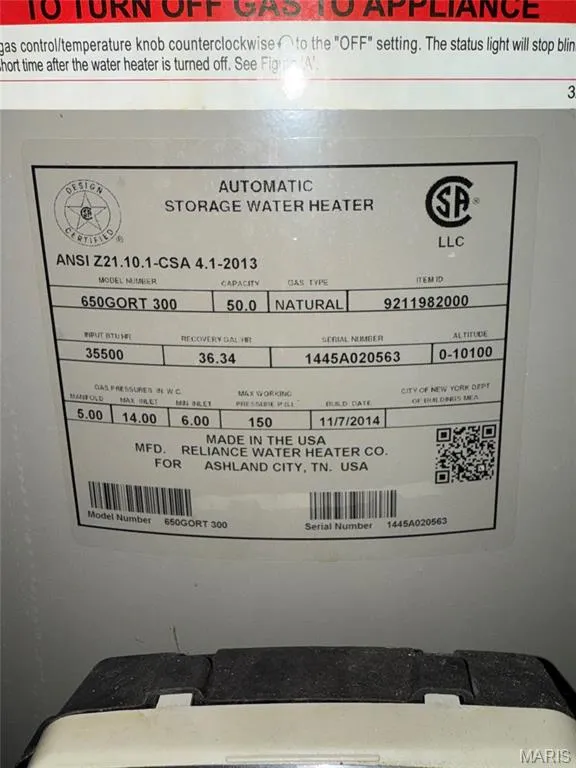 TO TURN OFF GAS TO APPLIANCE
gas control/temperature knob counterclockwise to the "OFF" setting. The status light will stop blin
short time after the water heater is turned off. See Figure 'A'.
3
DESIGN
CSA
CERTIFIED
AUTOMATIC
STORAGE WATER HEATER
CSA
LLC
ANSI Z21.10.1-CSA 4.1-2013
MODEL NUMBER CAPACITY GAS TYPE ITEM ID
650GORT 300 50.0 NATURAL 9211982000
INPUT BTU/HR RECOVERY GAL/HR SERIAL NUMBER ALTITUDE
35500 36.34 1445A020563 0-10100
GAS PRESSURES IN W.C. MAX WORKING CITY OF NEW YORK DEPT
MANIFOLD MAX INLET MIN INLET PRESSURE P.S.I. BUILD DATE OF BUILDINGS MEA
5.00 14.00 6.00 150 11/7/2014
MADE IN THE USA
MFD. RELIANCE WATER HEATER CO.
FOR ASHLAND CITY, TN. USA
Model Number 650GORT 300
Serial Number 1445A020563
MARIS